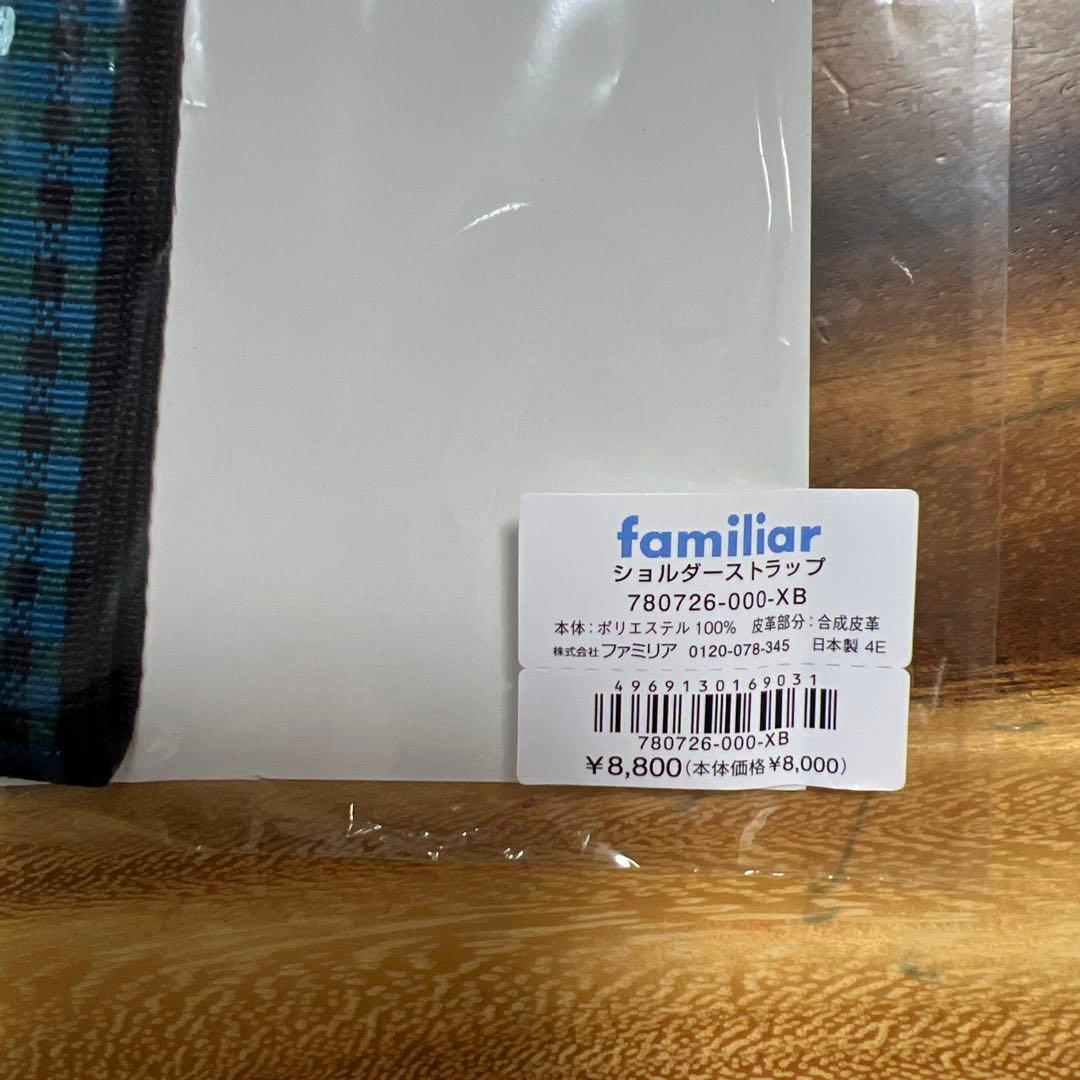 familiar
ショルダーストラップ
780726-000-XB
本体：ポリエステル 100% 皮革部分：合成皮革
株式会社 ファミリア 0120-078-345 日本製 4E
4969130169031
780726-000-XB
¥8,800(本体価格¥8,000)